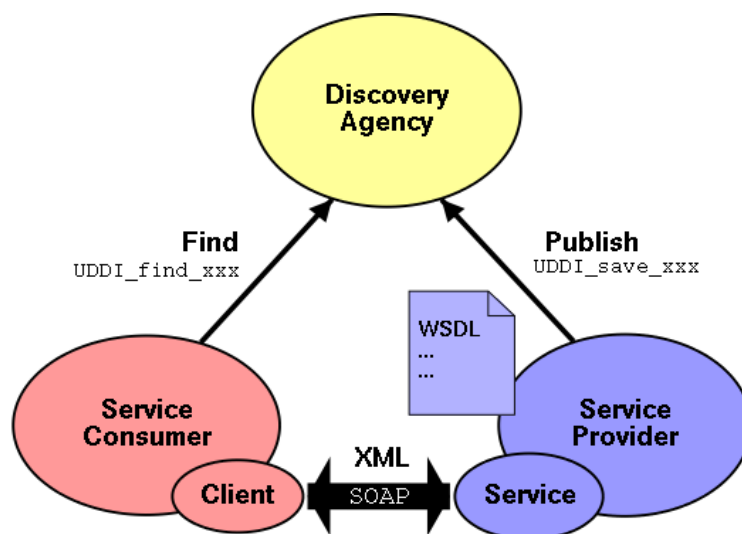 Discovery
Agency
Find
UDDI_find_xxx
Publish
UDDI_save_xxx
WSDL
...
...
Service
Consumer
Service
Provider
XML
Client
SOAP
Service